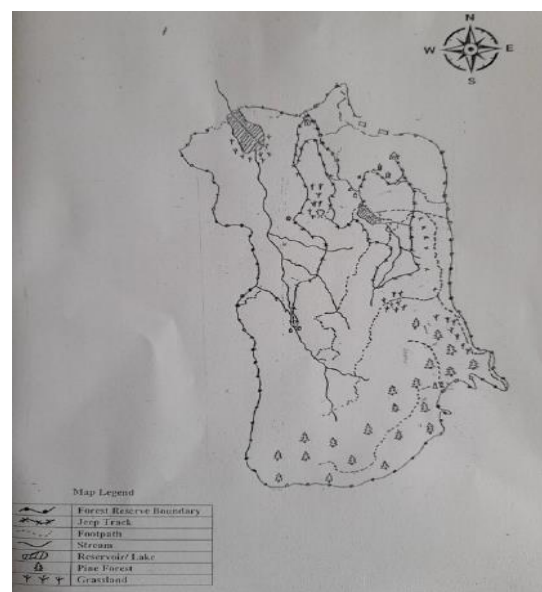 N
W E
S
Map Legend
Forest Reserve Boundary
Jeep Track
Footpath
Stream
Reservoir/ Lake
Pine Forest
Grassland